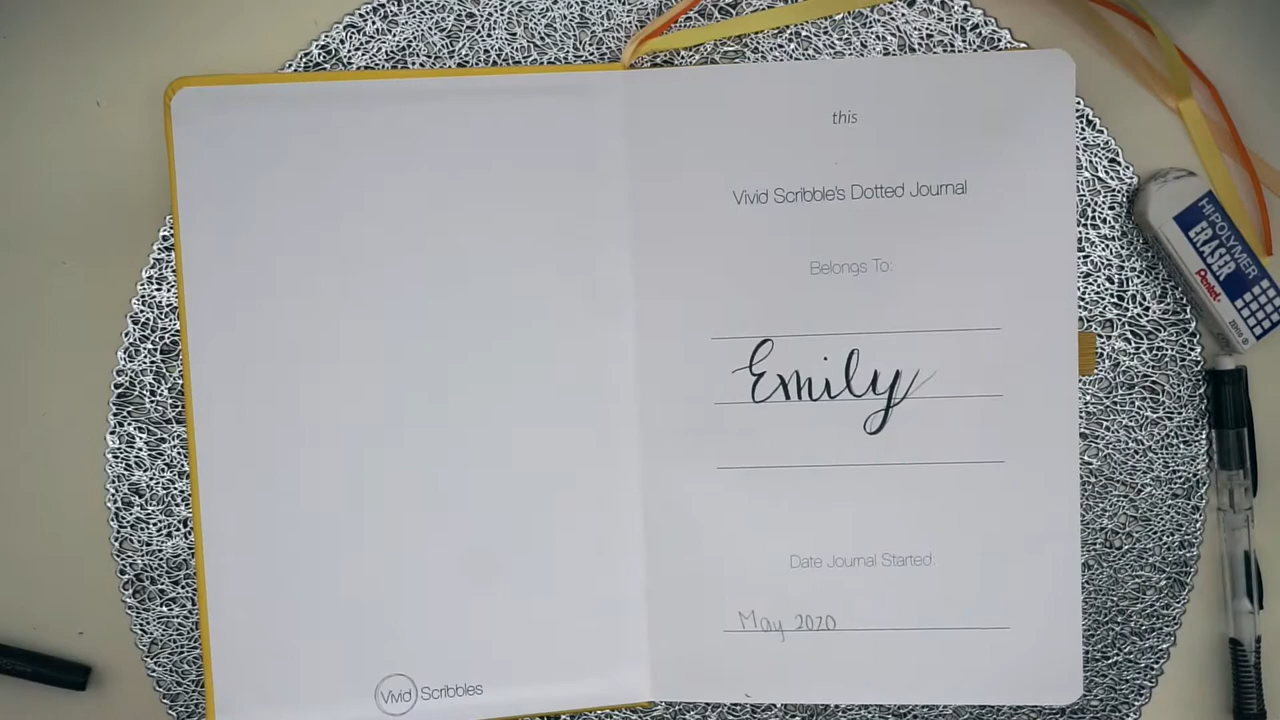 this
Vivid Scribble's Dotted Journal
Belongs To:
Emily
Date Journal Started:
May 2020
Vivid Scribbles
HI-POLYMER
ERASER
Pentel